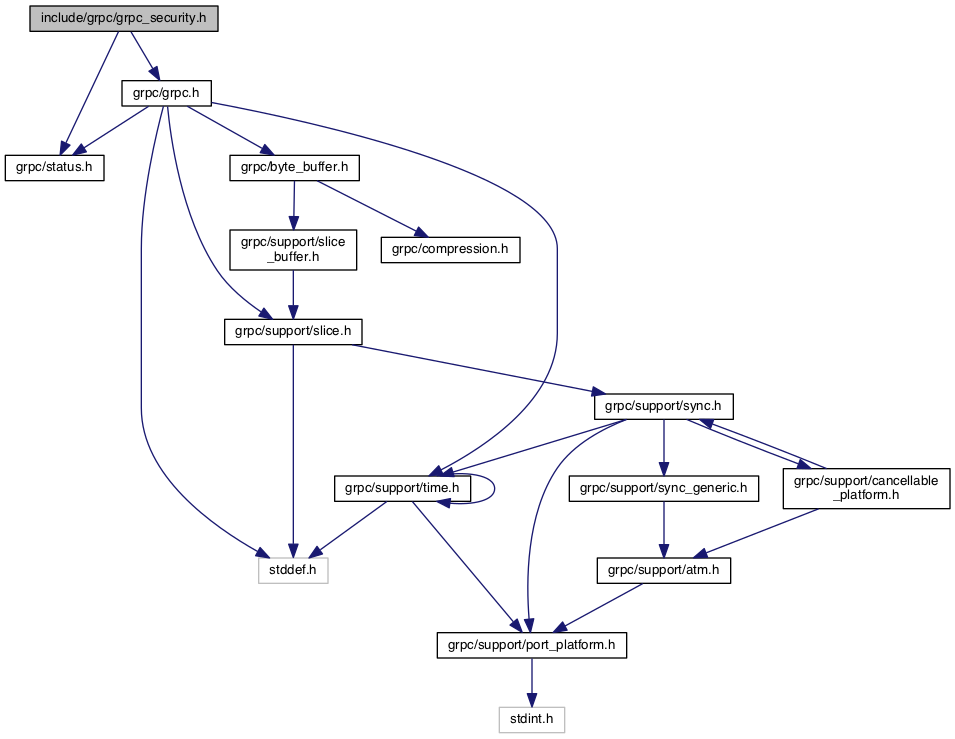 include/grpc/grpc_security.h
grpc/grpc.h
grpc/status.h
grpc/byte_buffer.h
grpc/support/slice
_buffer.h
grpc/compression.h
grpc/support/slice.h
grpc/support/sync.h
grpc/support/time.h
grpc/support/sync_generic.h
grpc/support/cancellable
_platform.h
stddef.h
grpc/support/atm.h
grpc/support/port_platform.h
stdint.h